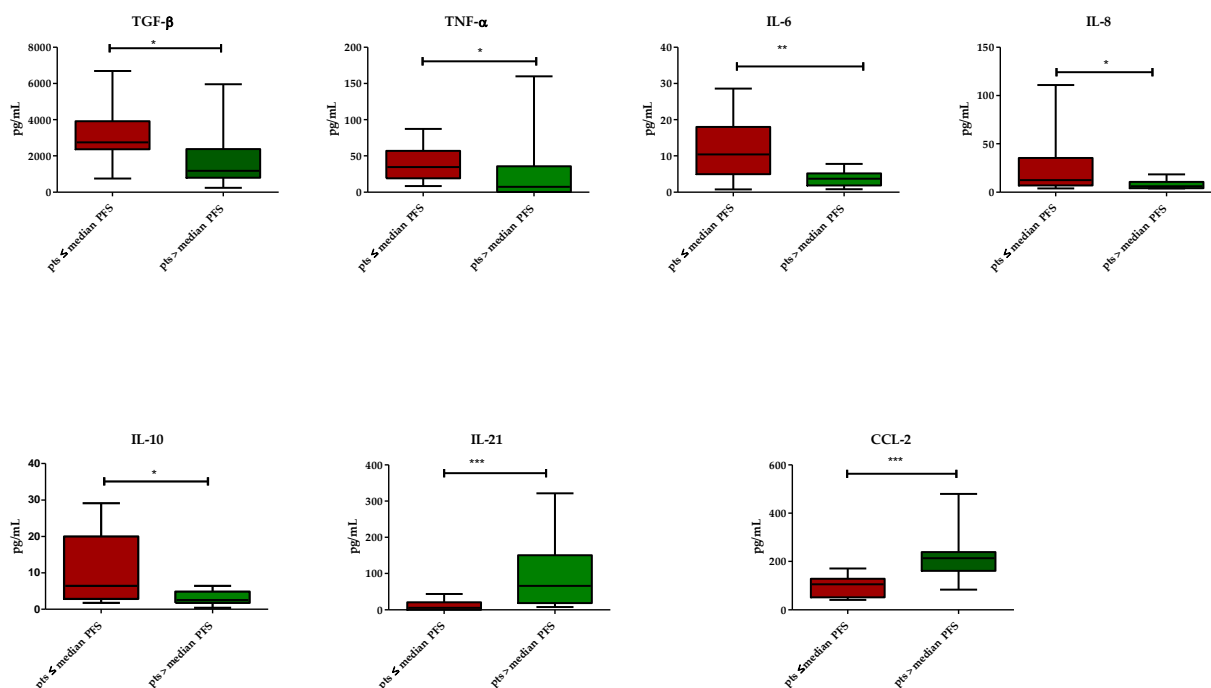 TGF-β
*
8000
6000
4000
2000
0
pg/mL
pts ≤ median PFS
pts > median PFS
TNF-α
*
200
150
100
50
0
pg/mL
pts ≤ median PFS
pts > median PFS
IL-6
**
40
30
20
10
0
pg/mL
pts ≤ median PFS
pts > median PFS
IL-8
*
150
100
50
0
pg/mL
pts ≤ median PFS
pts > median PFS
IL-10
*
40
30
20
10
0
pg/mL
pts ≤ median PFS
pts > median PFS
IL-21
***
400
300
200
100
0
pg/mL
pts ≤ median PFS
pts > median PFS
CCL-2
***
600
400
200
0
pg/mL
pts ≤median PFS
pts > median PFS